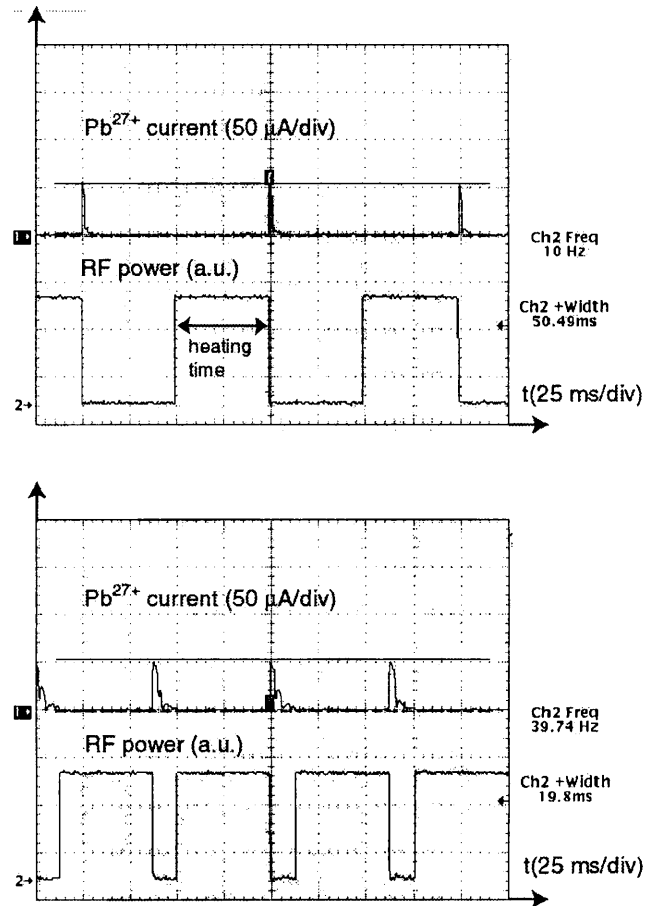 Pb27+ current (50 µA/div)
1
Ch2 Freq
10 Hz
RF power (a.u.)
Ch2 +Width
50.49ms
heating
time
2
t(25 ms/div)
Pb27+ current (50 µA/div)
1
Ch2 Freq
39.74 Hz
RF power (a.u.)
Ch2 +Width
19.8ms
2
t(25 ms/div)